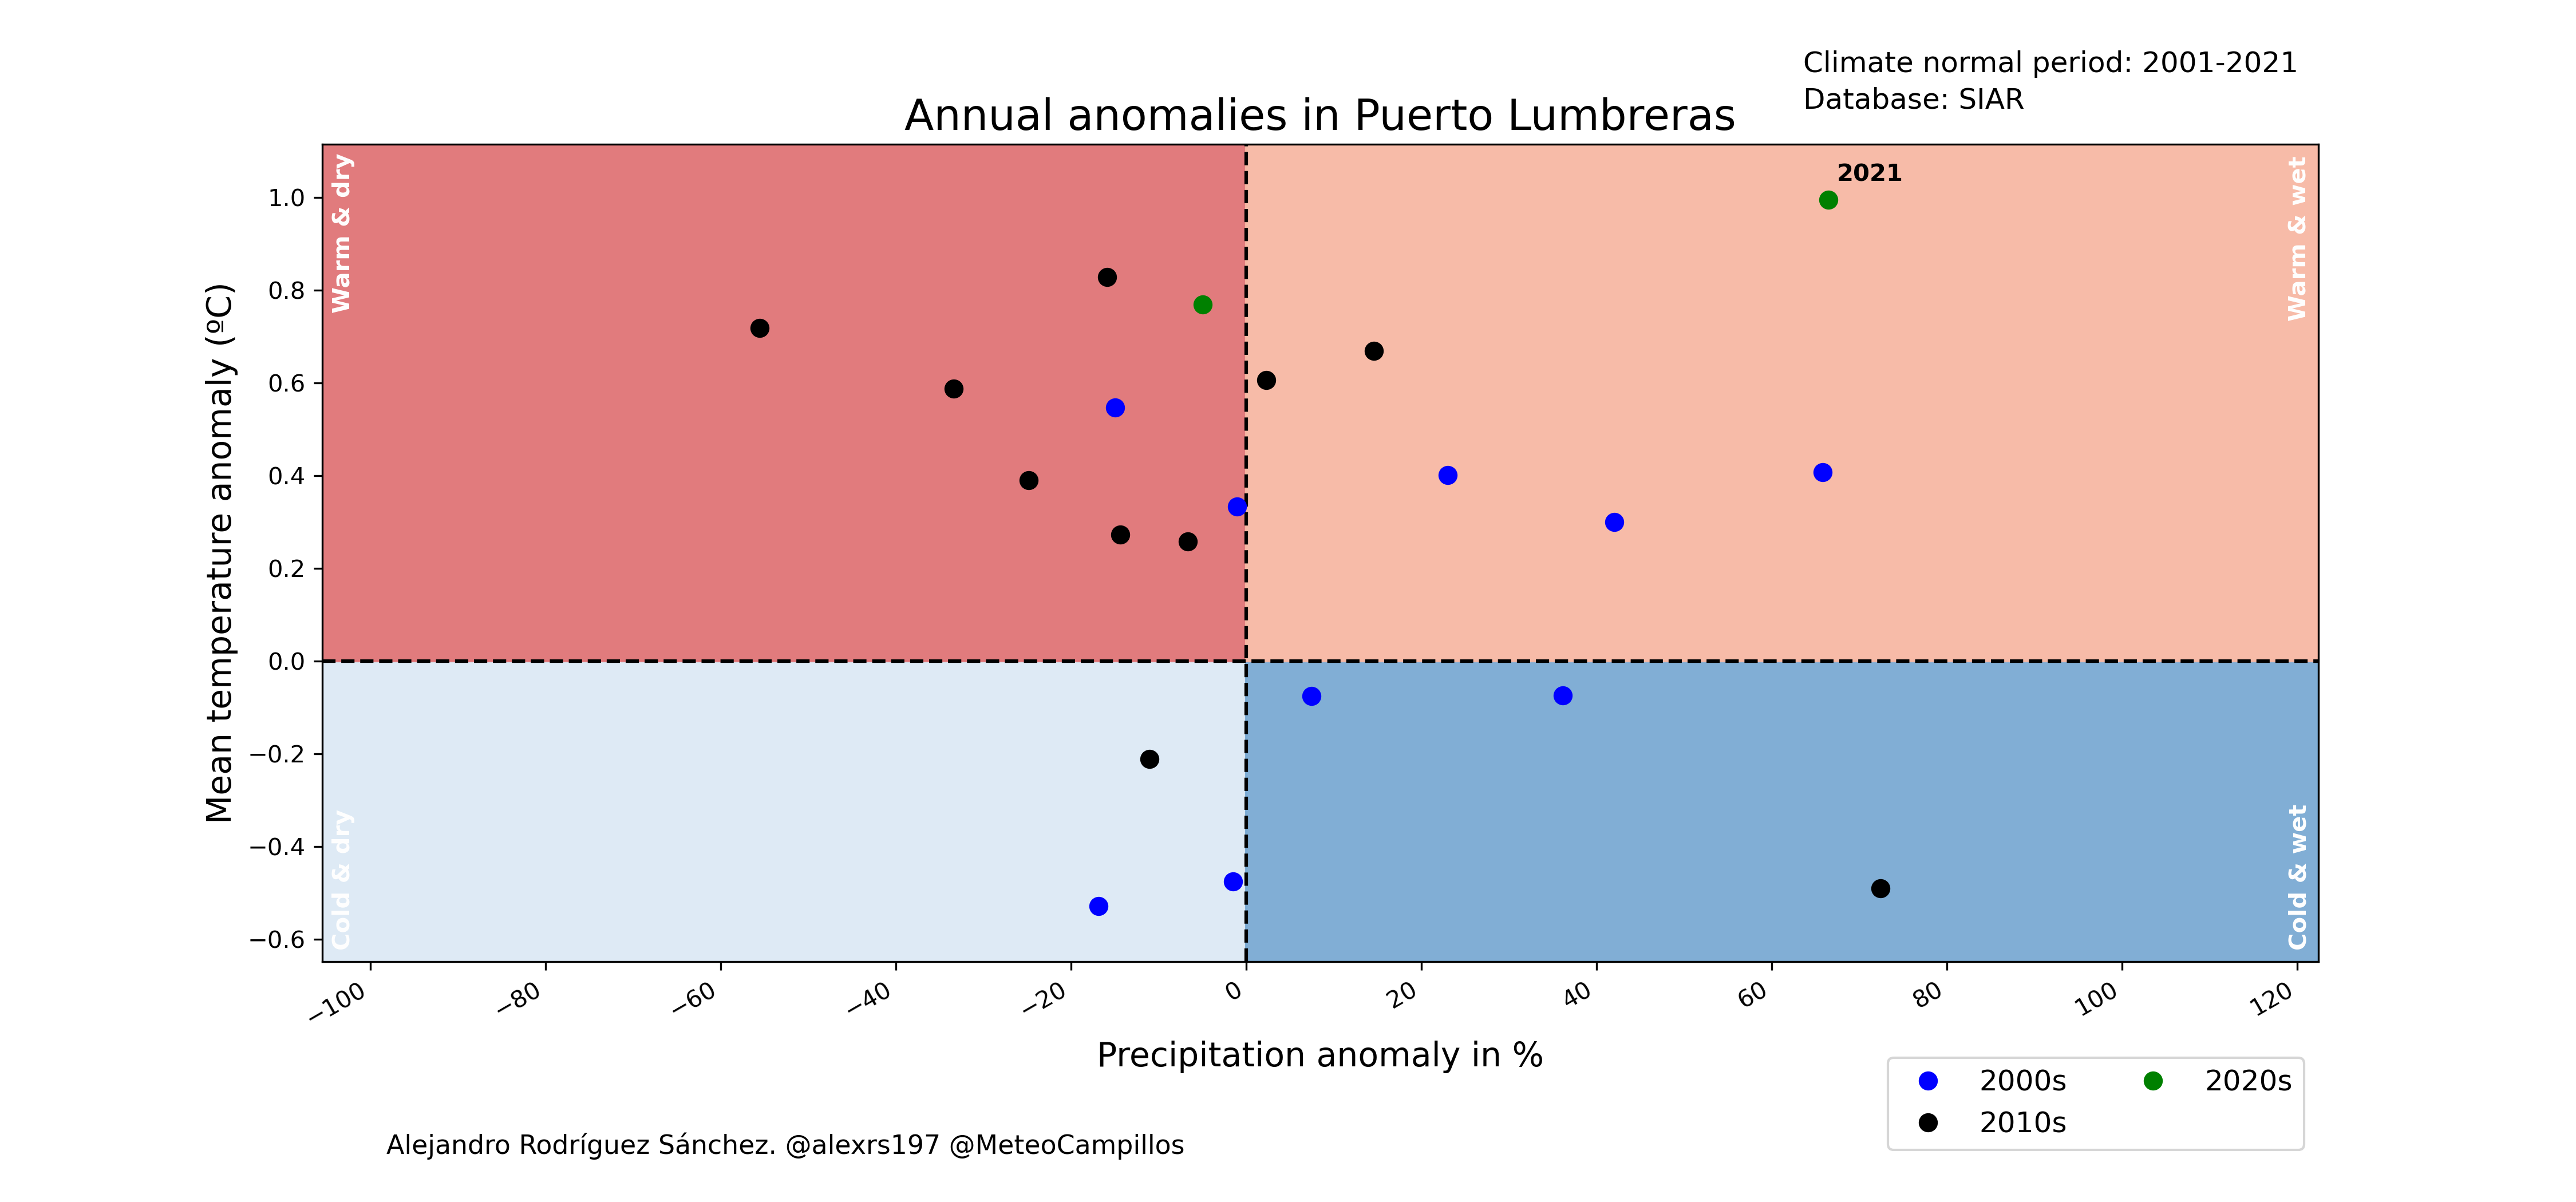 Climate normal period: 2001-2021
Database: SIAR
Annual anomalies in Puerto Lumbreras
Warm & dry
Warm & wet
2021
1.0
0.8
0.6
0.4
0.2
0.0
−0.2
−0.4
−0.6
Mean temperature anomaly (ºC)
Cold & dry
Cold & wet
−100
−80
−60
−40
−20
0
20
40
60
80
100
120
Precipitation anomaly in %
2000s
2010s
2020s
Alejandro Rodríguez Sánchez. @alexrs197 @MeteoCampillos